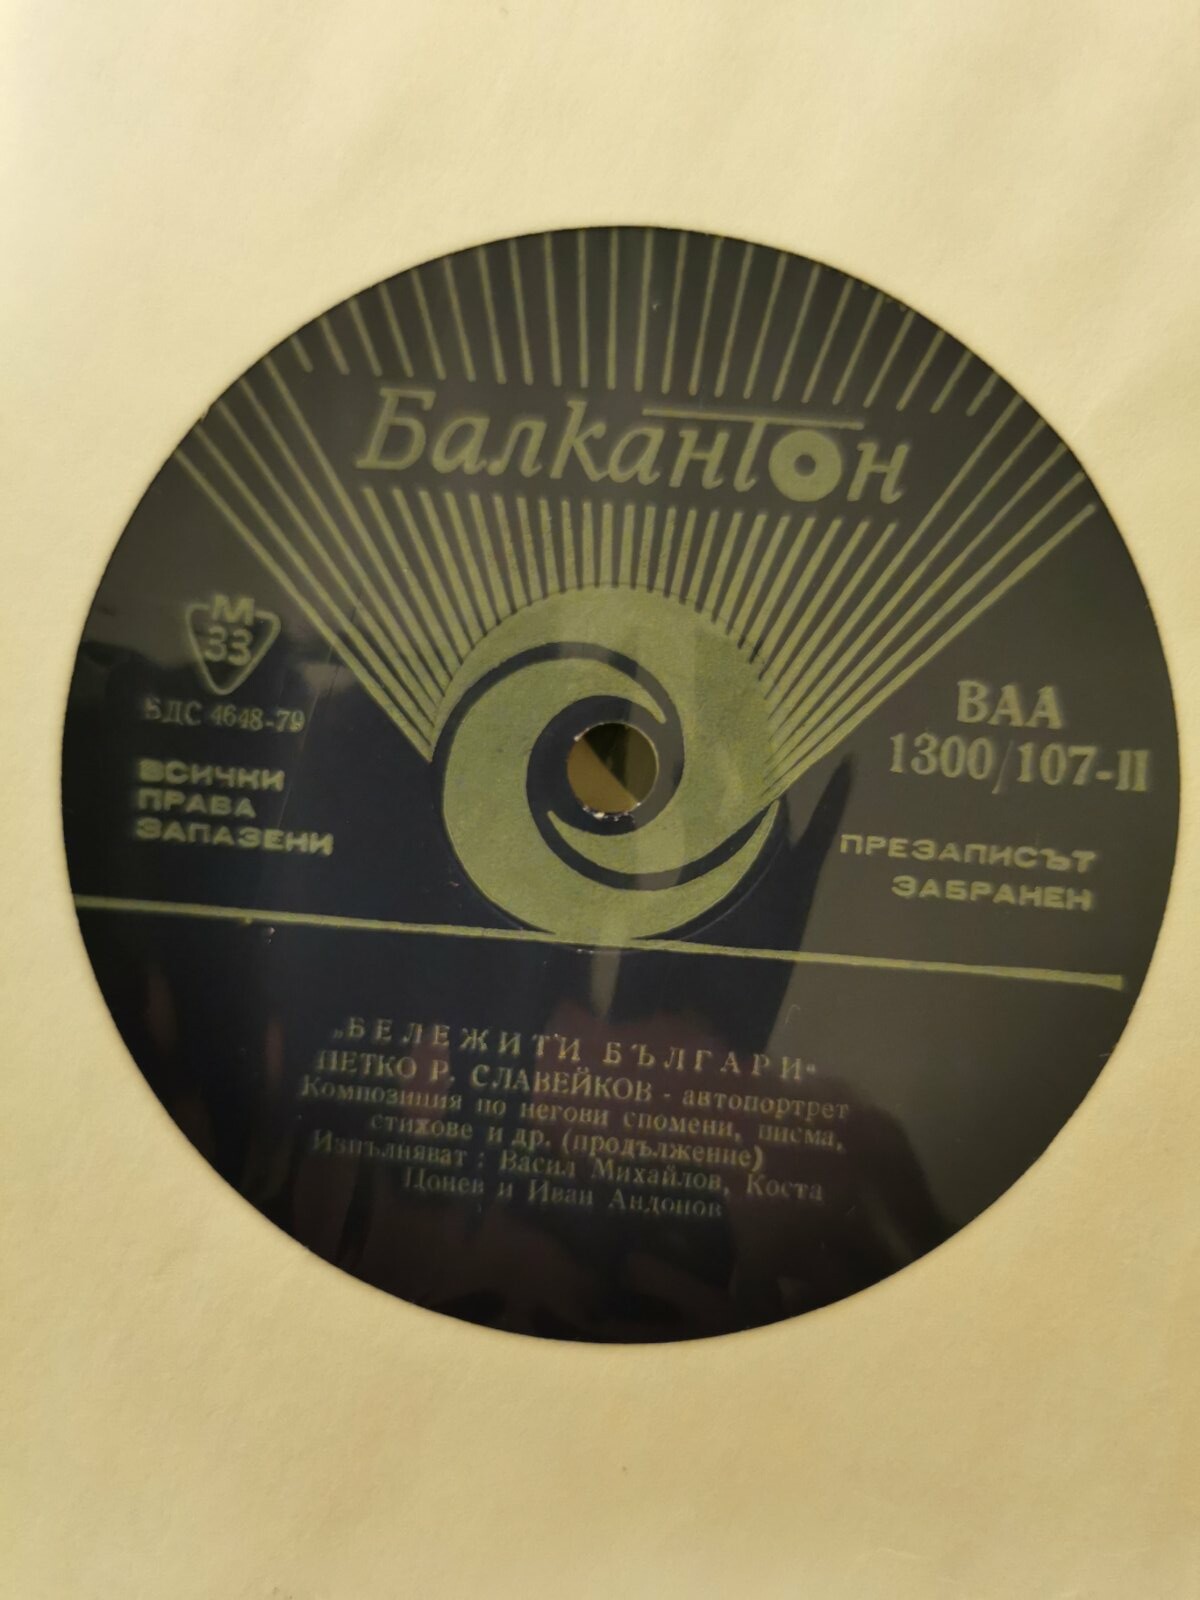 Балкантон
М
33
БДС 4648-79
ВСИЧКИ
ПРАВА
ЗАПАЗЕНИ
ВАА
1300/107-II
ПРЕЗАПИСЪТ
ЗАБРАНЕН
„БЕЛЕЖИТИ БЪЛГАРИ“
ПЕТКО Р. СЛАВЕЙКОВ - автопортрет
Композиция по негови спомени, писма,
стихове и др. (продължение)
Изпълняват: Васил Михайлов, Коста
Цонев и Иван Андонов